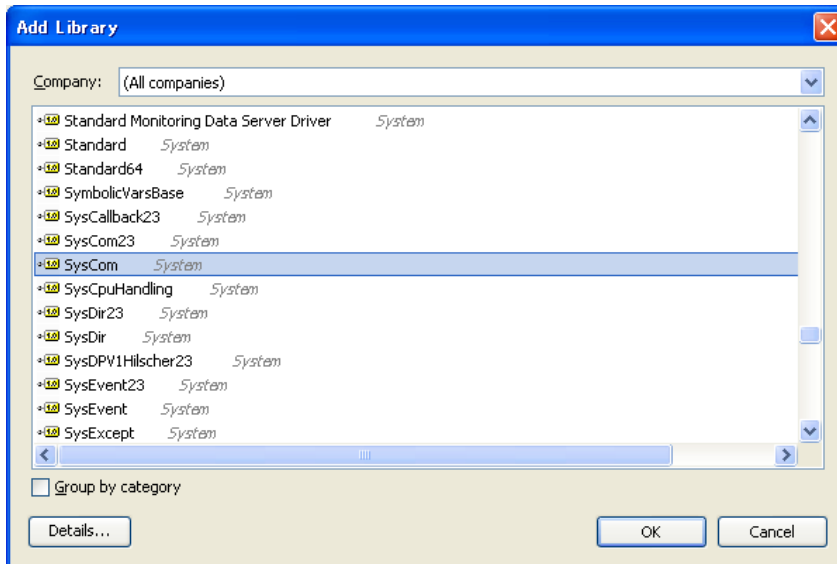 Add Library
Company: (All companies)
Standard Monitoring Data Server Driver System
Standard System
Standard64 System
SymbolicVarsBase System
SysCallback23 System
SysCom23 System
SysCom System
SysCpuHandling System
SysDir23 System
SysDir System
SysDPV1Hilscher23 System
SysEvent23 System
SysEvent System
SysExcept System
Group by category
Details... OK Cancel